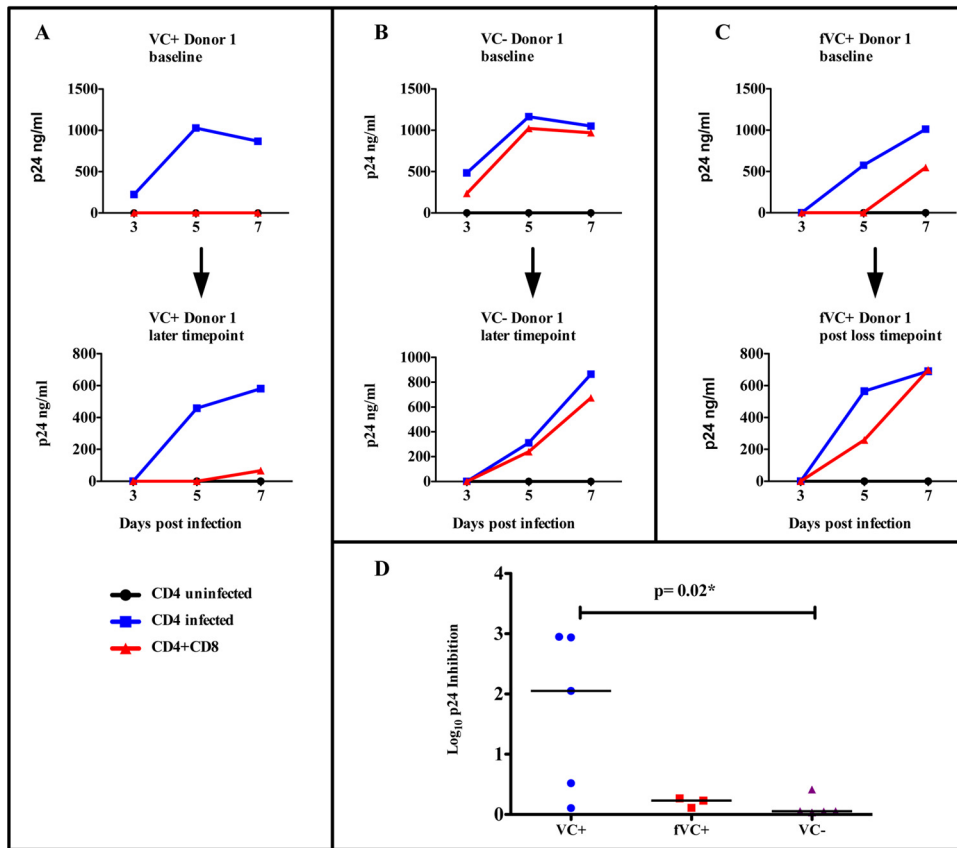 A
VC+ Donor 1
baseline
p24 ng/ml
1500
1000
500
0
3 5 7
VC+ Donor 1
later timepoint
p24 ng/ml
800
600
400
200
0
3 5 7
Days post infection
CD4 uninfected
CD4 infected
CD4+CD8
B
VC- Donor 1
baseline
p24 ng/ml
1500
1000
500
0
3 5 7
VC- Donor 1
later timepoint
p24 ng/ml
1000
800
600
400
200
0
3 5 7
Days post infection
C
fVC+ Donor 1
baseline
p24 ng/ml
1500
1000
500
0
3 5 7
fVC+ Donor 1
post loss timepoint
p24 ng/ml
800
600
400
200
0
3 5 7
Days post infection
D
p= 0.02*
Log10 p24 Inhibition
4
3
2
1
0
VC+ fVC+ VC-